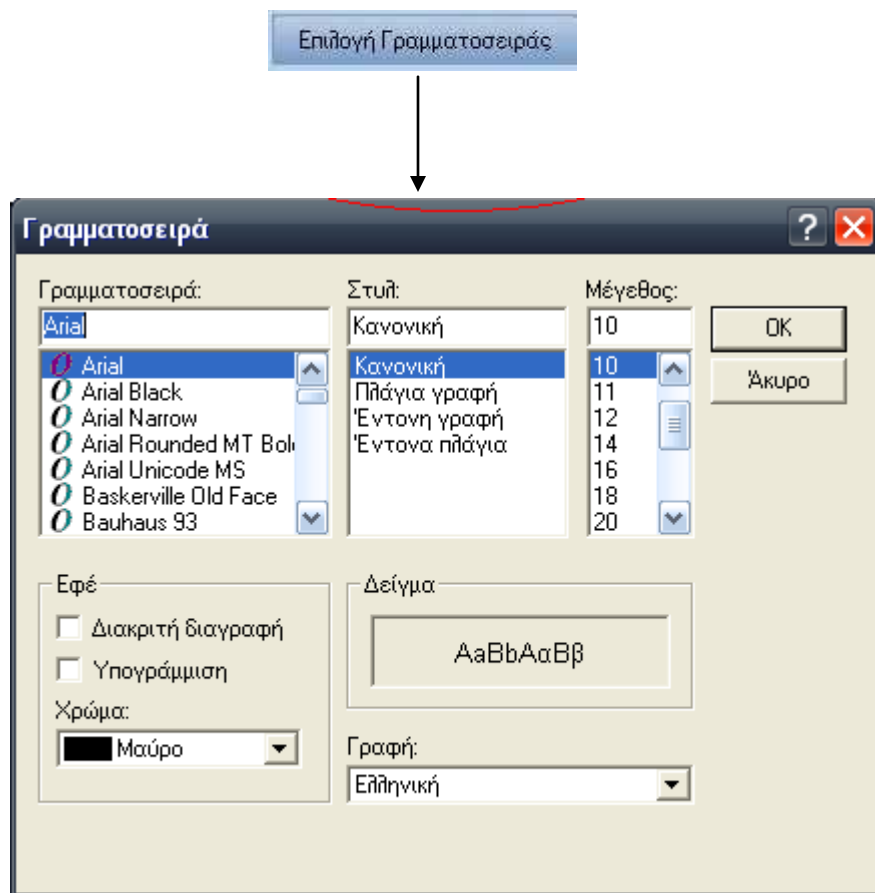 Επιλογή Γραμματοσειράς
Γραμματοσειρά
?
Γραμματοσειρά:
Στυλ:
Μέγεθος:
Arial
Κανονική
10
OK
Άκυρο
Arial
Arial Black
Arial Narrow
Arial Rounded MT Bol
Arial Unicode MS
Baskerville Old Face
Bauhaus 93
Κανονική
Πλάγια γραφή
Έντονη γραφή
Έντονα πλάγια
10
11
12
14
16
18
20
Εφέ
Διακριτή διαγραφή
Υπογράμμιση
Χρώμα:
Μαύρο
Δείγμα
AaBbΑαΒβ
Γραφή:
Ελληνική